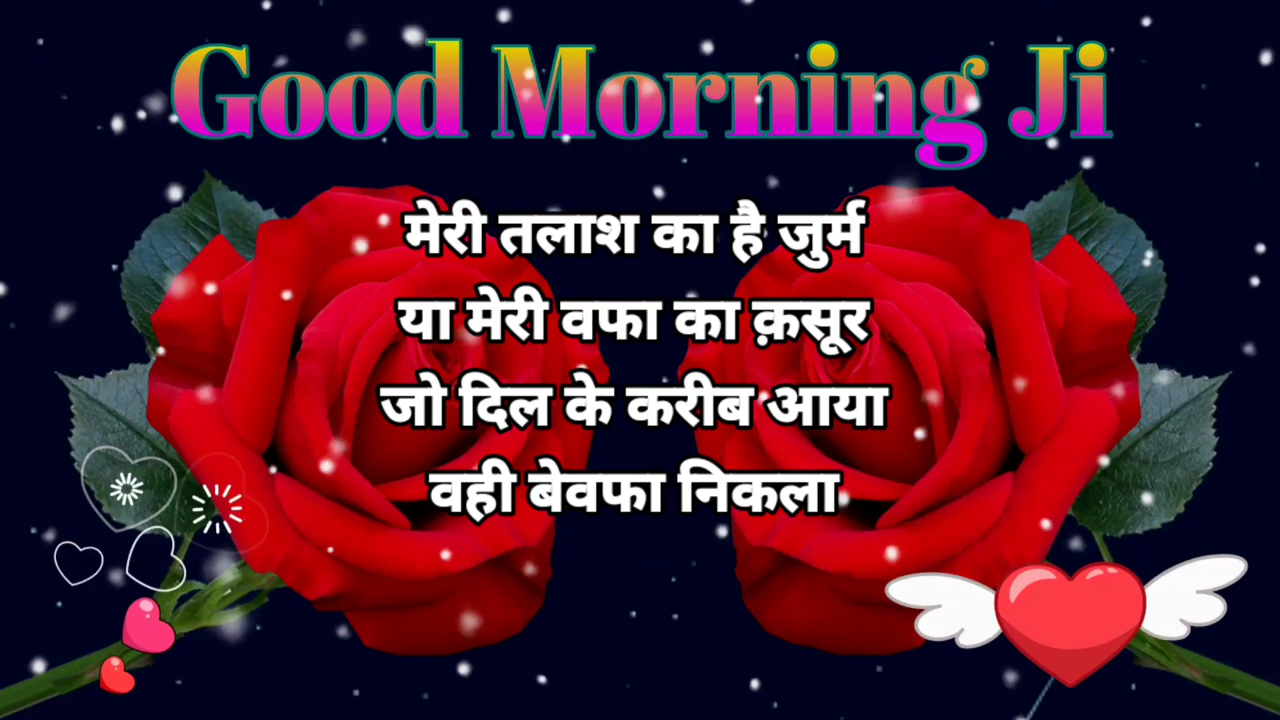 Good Morning Ji
मेरी तलाश का है जुर्म
या मेरी वफा का क़सूर
जो दिल के करीब आया
वही बेवफा निकला